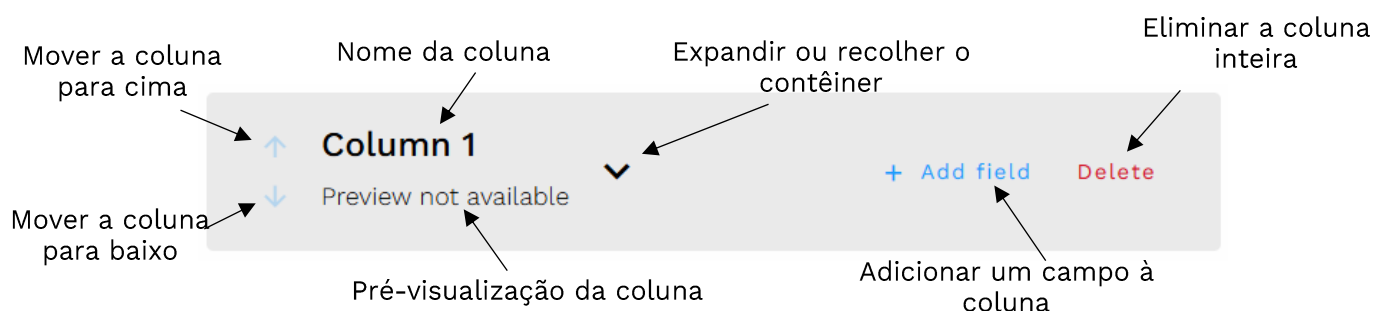 Eliminar a coluna
inteira
Mover a coluna
para cima
Nome da coluna
Expandir ou recolher o
contêiner
Column 1
Preview not available
+ Add field
Delete
Mover a coluna
para baixo
Pré-visualização da coluna
Adicionar um campo à
coluna